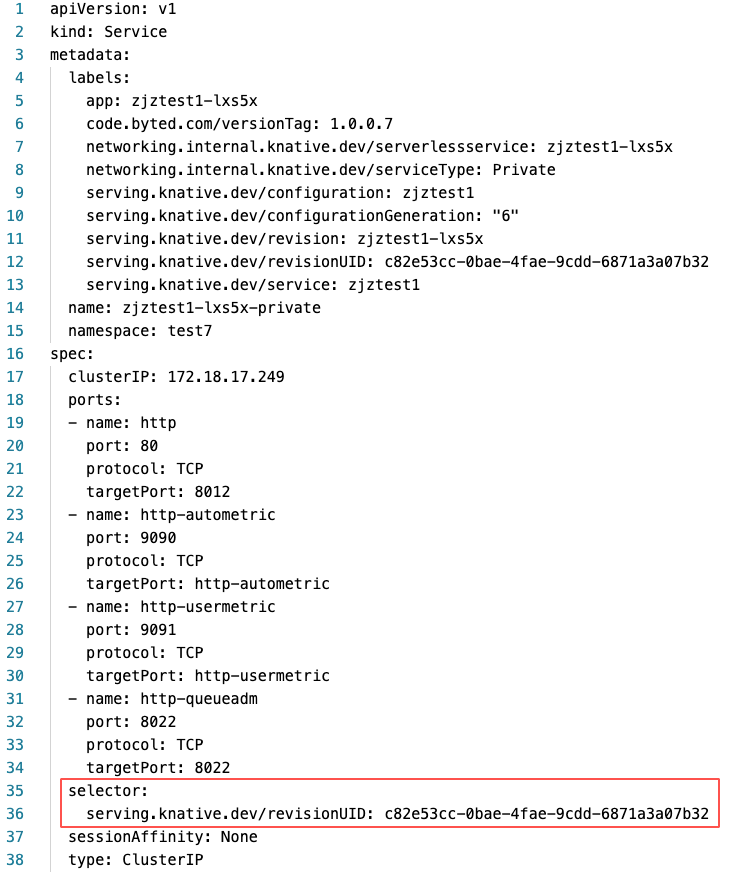 1 apiVersion: v1
2 kind: Service
3 metadata:
4 labels:
5 app: zjztest1-lxs5x
6 code.byted.com/versionTag: 1.0.0.7
7 networking.internal.knative.dev/serverlessservice: zjztest1-lxs5x
8 networking.internal.knative.dev/serviceType: Private
9 serving.knative.dev/configuration: zjztest1
10 serving.knative.dev/configurationGeneration: "6"
11 serving.knative.dev/revision: zjztest1-lxs5x
12 serving.knative.dev/revisionUID: c82e53cc-0bae-4fae-9cdd-6871a3a07b32
13 serving.knative.dev/service: zjztest1
14 name: zjztest1-lxs5x-private
15 namespace: test7
16 spec:
17 clusterIP: 172.18.17.249
18 ports:
19 - name: http
20 port: 80
21 protocol: TCP
22 targetPort: 8012
23 - name: http-autometric
24 port: 9090
25 protocol: TCP
26 targetPort: http-autometric
27 - name: http-usermetric
28 port: 9091
29 protocol: TCP
30 targetPort: http-usermetric
31 - name: http-queueadm
32 port: 8022
33 protocol: TCP
34 targetPort: 8022
35 selector:
36 serving.knative.dev/revisionUID: c82e53cc-0bae-4fae-9cdd-6871a3a07b32
37 sessionAffinity: None
38 type: ClusterIP